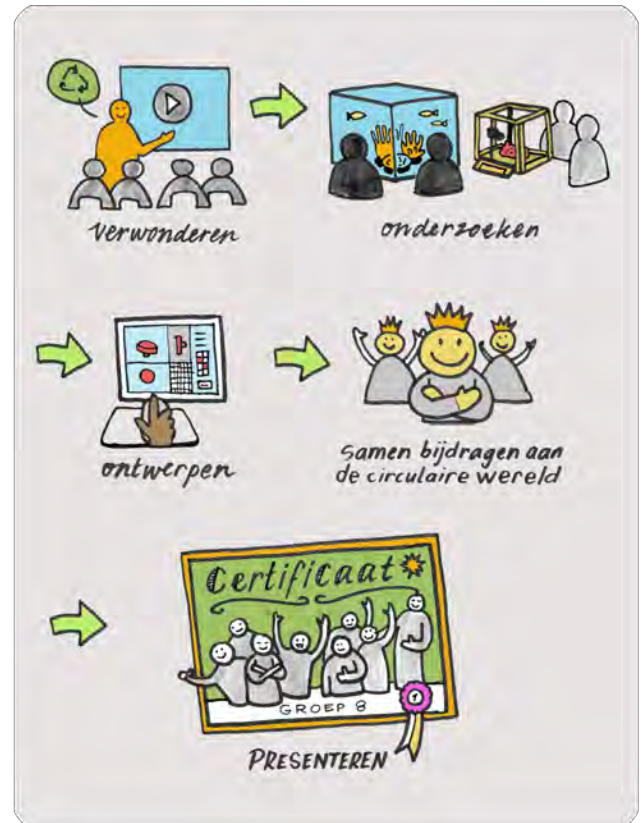 verwonderen
onderzoeken
ontwerpen
Samen bijdragen aan
de circulaire wereld
Certificaat
GROEP 8
PRESENTEREN